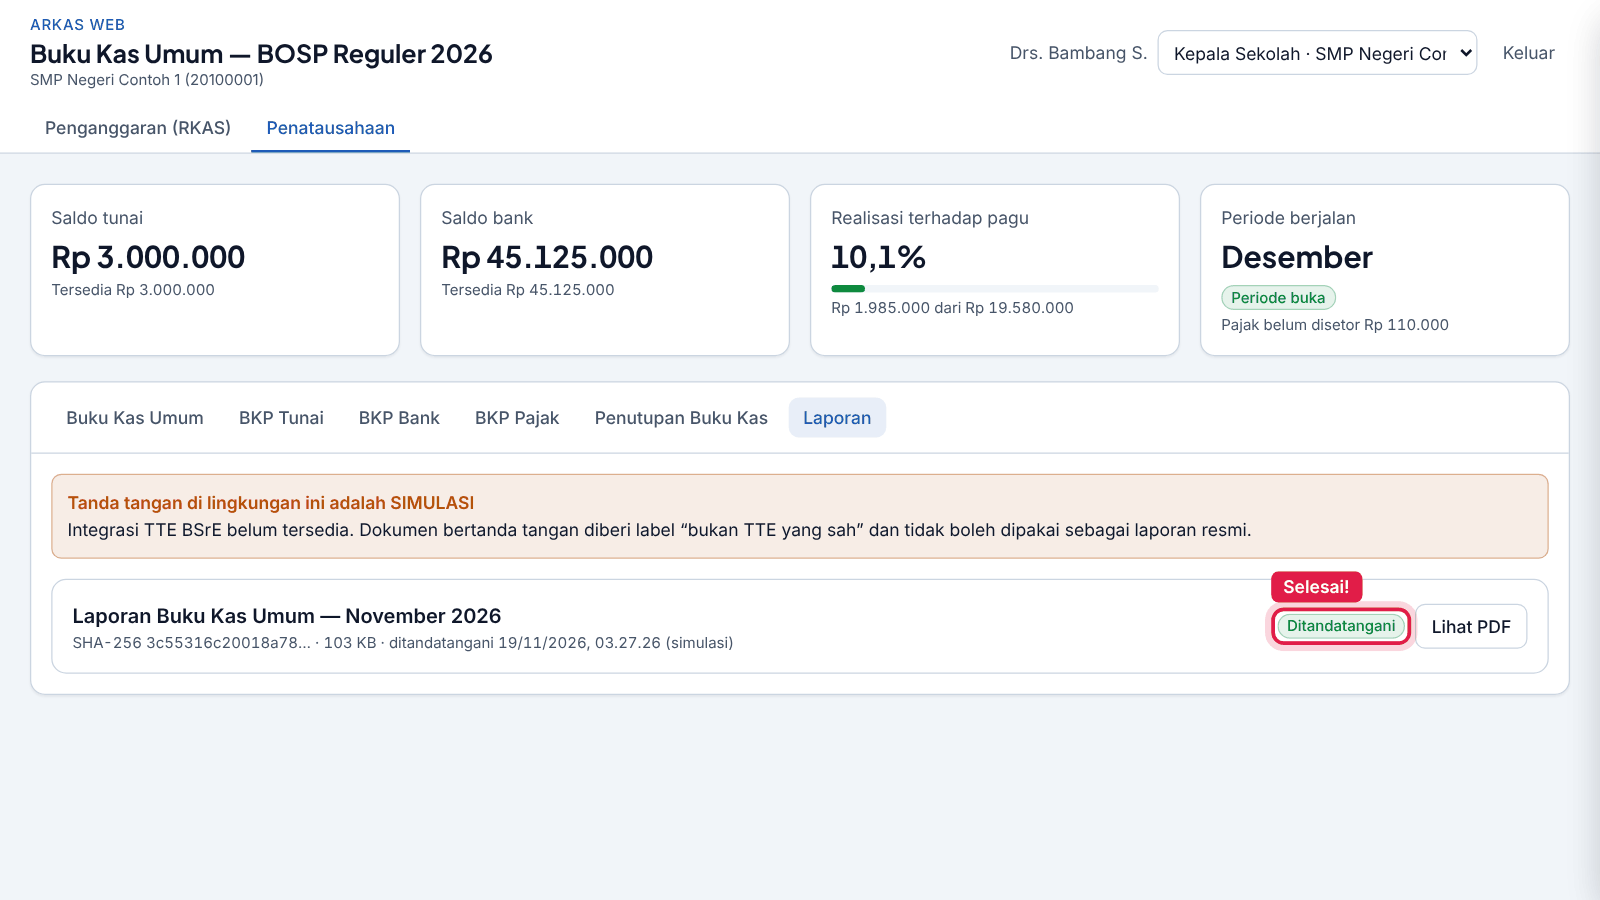 ARKAS WEB
Buku Kas Umum — BOSP Reguler 2026
SMP Negeri Contoh 1 (20100001)
Drs. Bambang S.
Kepala Sekolah · SMP Negeri Cor
Keluar
Penganggaran (RKAS)
Penatausahaan
Saldo tunai
Rp 3.000.000
Tersedia Rp 3.000.000
Saldo bank
Rp 45.125.000
Tersedia Rp 45.125.000
Realisasi terhadap pagu
10,1%
Rp 1.985.000 dari Rp 19.580.000
Periode berjalan
Desember
Periode buka
Pajak belum disetor Rp 110.000
Buku Kas Umum
BKP Tunai
BKP Bank
BKP Pajak
Penutupan Buku Kas
Laporan
Tanda tangan di lingkungan ini adalah SIMULASI
Integrasi TTE BSrE belum tersedia. Dokumen bertanda tangan diberi label “bukan TTE yang sah” dan tidak boleh dipakai sebagai laporan resmi.
Selesai!
Laporan Buku Kas Umum — November 2026
SHA-256 3c55316c20018a78... · 103 KB · ditandatangani 19/11/2026, 03.27.26 (simulasi)
Ditandatangani
Lihat PDF